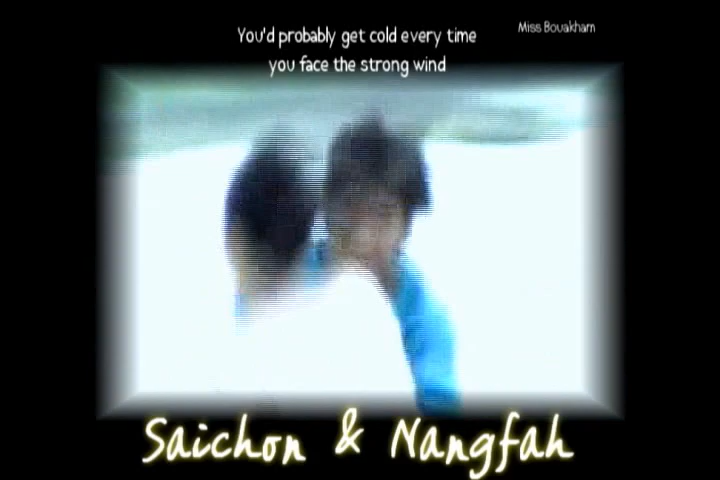 You'd probably get cold every time
Miss Bouakham
you face the strong wind
Saichon & Nangfah